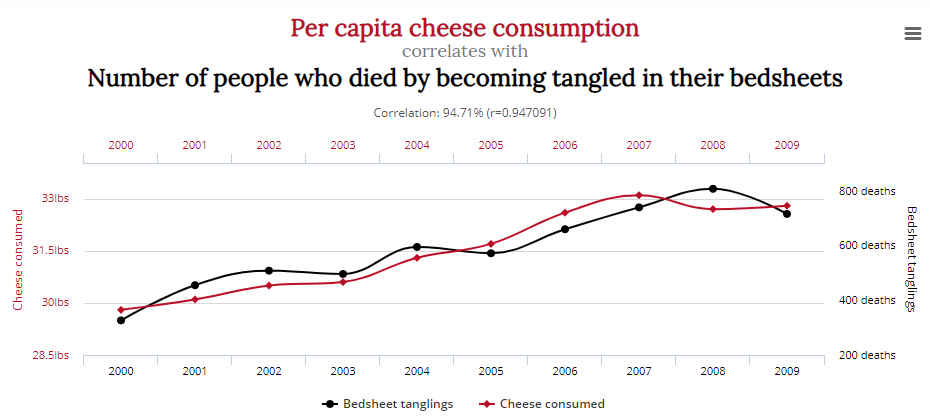 Per capita cheese consumption
correlates with
Number of people who died by becoming tangled in their bedsheets
Correlation: 94.71% (r=0.947091)
2000 2001 2002 2003 2004 2005 2006 2007 2008 2009
Cheese consumed
33lbs
31.5lbs
30lbs
28.5lbs
800 deaths
600 deaths
400 deaths
200 deaths
Bedsheet tanglings
2000 2001 2002 2003 2004 2005 2006 2007 2008 2009
Bedsheet tanglings Cheese consumed